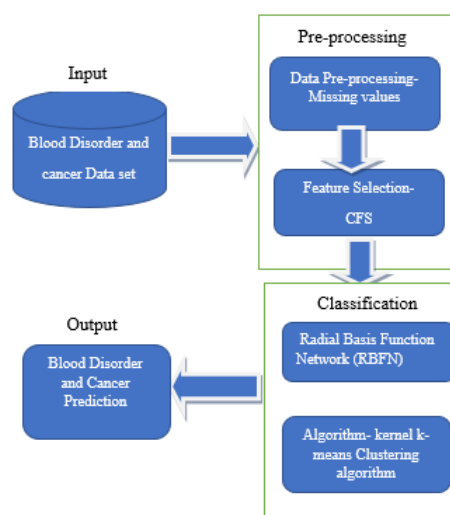 Input
Blood Disorder and
cancer Data set
Pre-processing
Data Pre-processing-
Missing values
Feature Selection-
CFS
Classification
Radial Basis Function
Network (RBFN)
Algorithm- kernel k-
means Clustering
algorithm
Output
Blood Disorder
and Cancer
Prediction